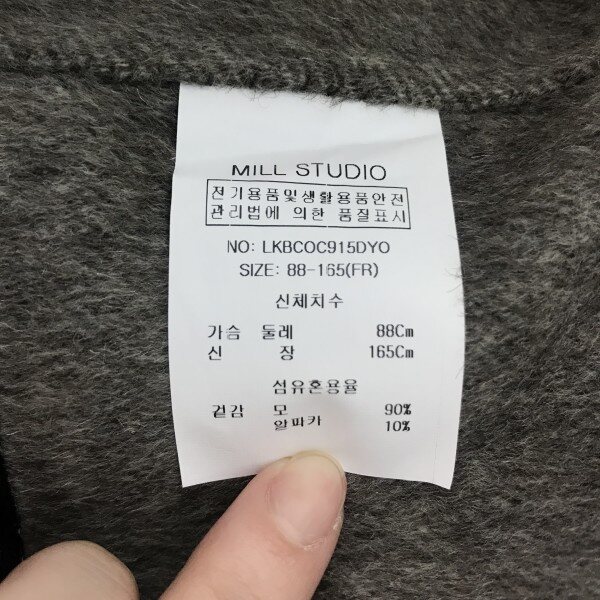 MILL STUDIO
전기용품및생활용품안전
관리법에 의한 품질표시
NO: LKBCOC915DYO
SIZE: 88-165(FR)
신체치수
가슴 둘레 88Cm
신 장 165Cm
섬유혼용율
겉감 모 90%
알파카 10%